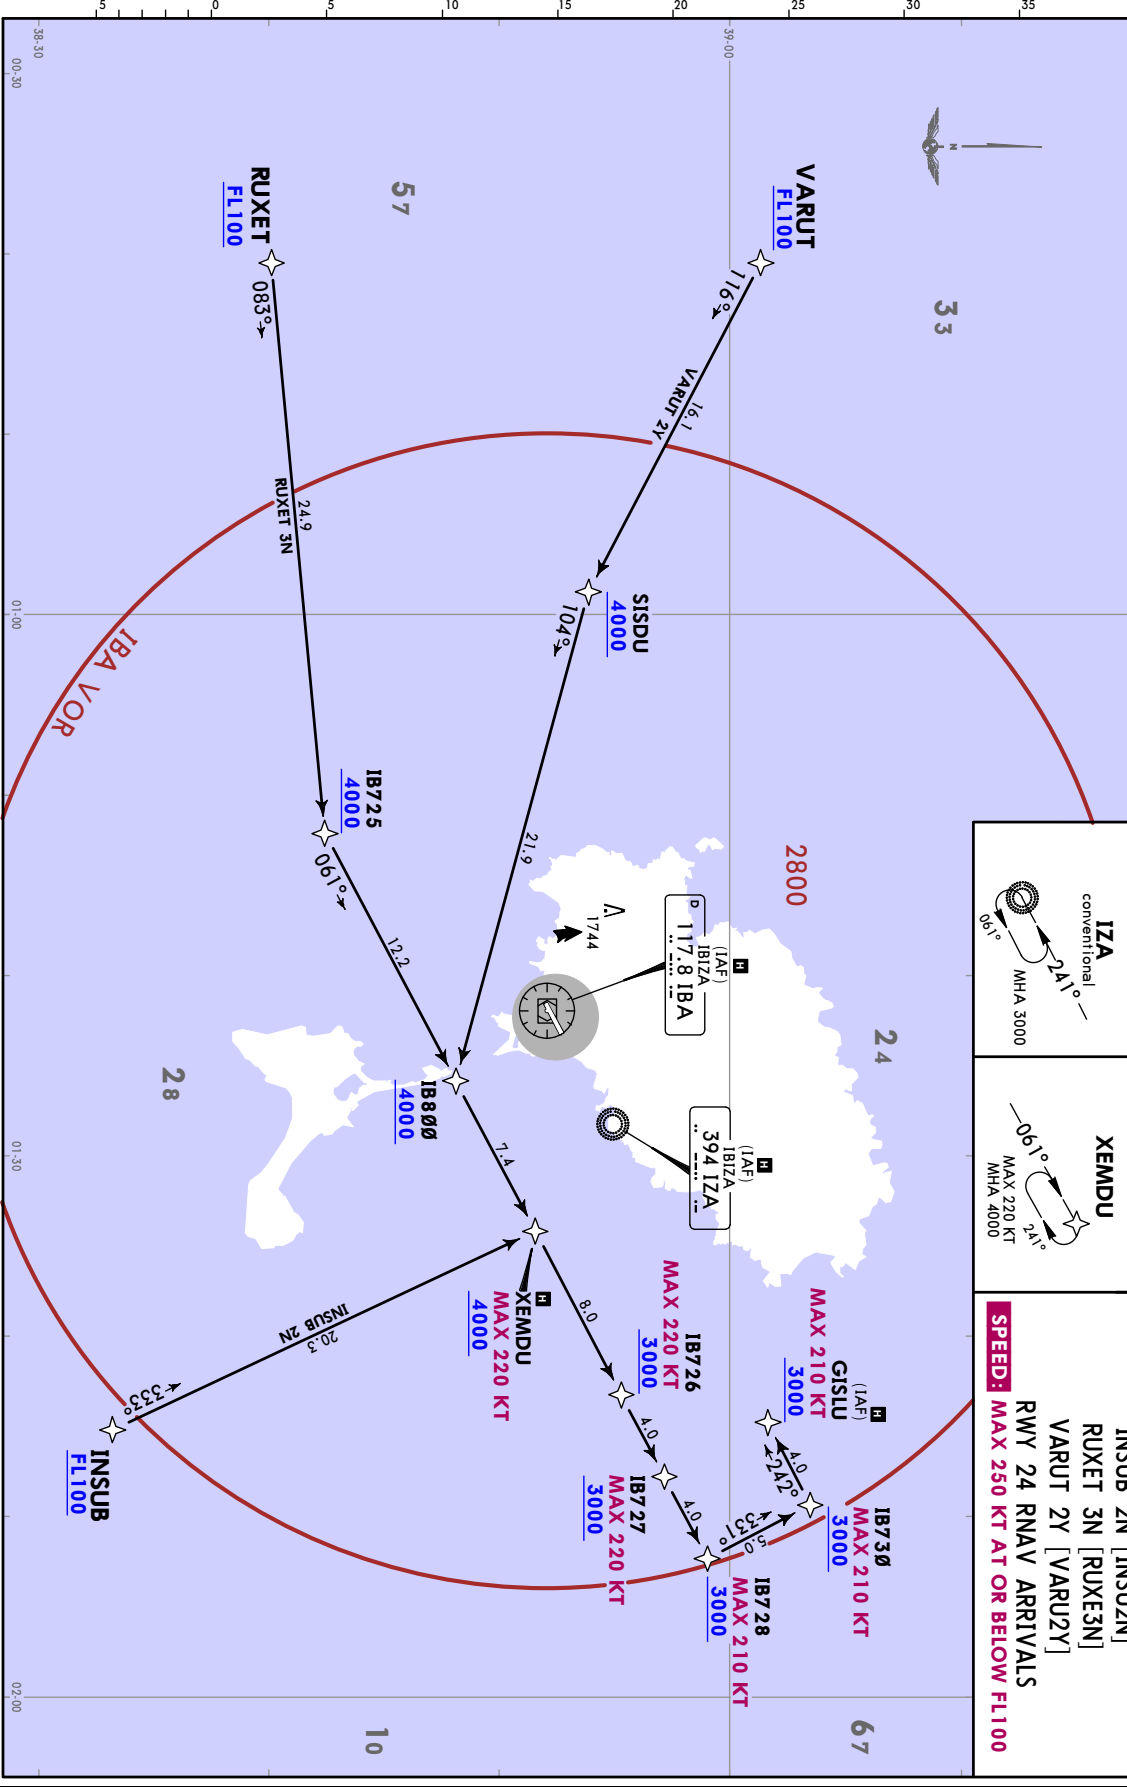 INSUB 2N [INSU2N]
RUXET 3N [RUXE3N]
VARUT 2Y [VARU2Y]
RWY 24 RNAV ARRIVALS
SPEED: MAX 250 KT AT OR BELOW FL100
IZA
conventional
241°
061°
MHA 3000
XEMDU
061°
241°
MAX 220 KT
MHA 4000
35
30
25
20
15
10
5
0
5
N
33
24
67
2800
VARUT
FL100
116°
16.1
VARUT 2Y
39-00
SISDU
4000
104°
21.9
H
(IAF)
IBIZA
D 117.8 IBA
1744
H
(IAF)
IBIZA
394 IZA
H
(IAF)
GISLU
MAX 210 KT
3000
4.0
242°
IB73Ø
MAX 210 KT
3000
331°
5.0
IB728
MAX 210 KT
3000
4.0
IB727
MAX 220 KT
3000
4.0
IB726
MAX 220 KT
3000
8.0
H
XEMDU
MAX 220 KT
4000
7.4
IB8ØØ
4000
12.2
061°
IB725
4000
24.9
RUXET 3N
083°
RUXET
FL100
57
28
10
INSUB 2N
20.3
333°
INSUB
FL100
IBA VOR
38-30
00-30
01-00
01-30
02-00